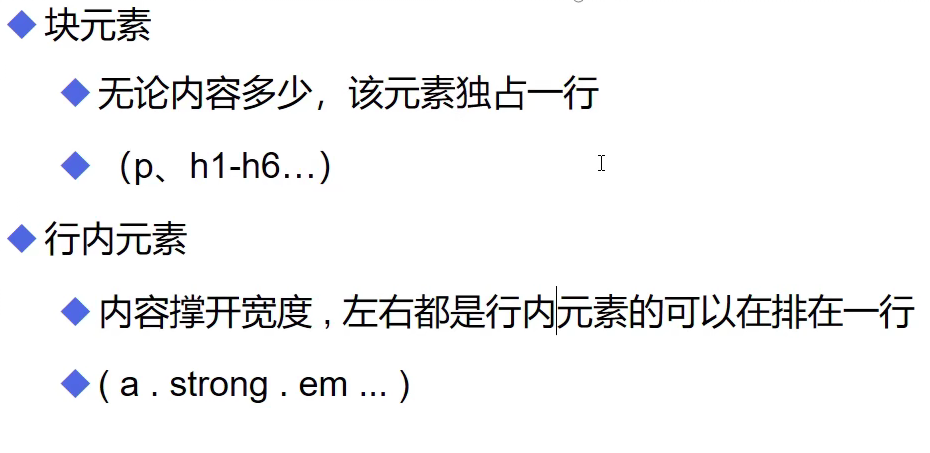 块元素
无论内容多少，该元素独占一行
（p、h1-h6…）
行内元素
内容撑开宽度 , 左右都是行内元素的可以在排在一行
( a . strong . em ... )